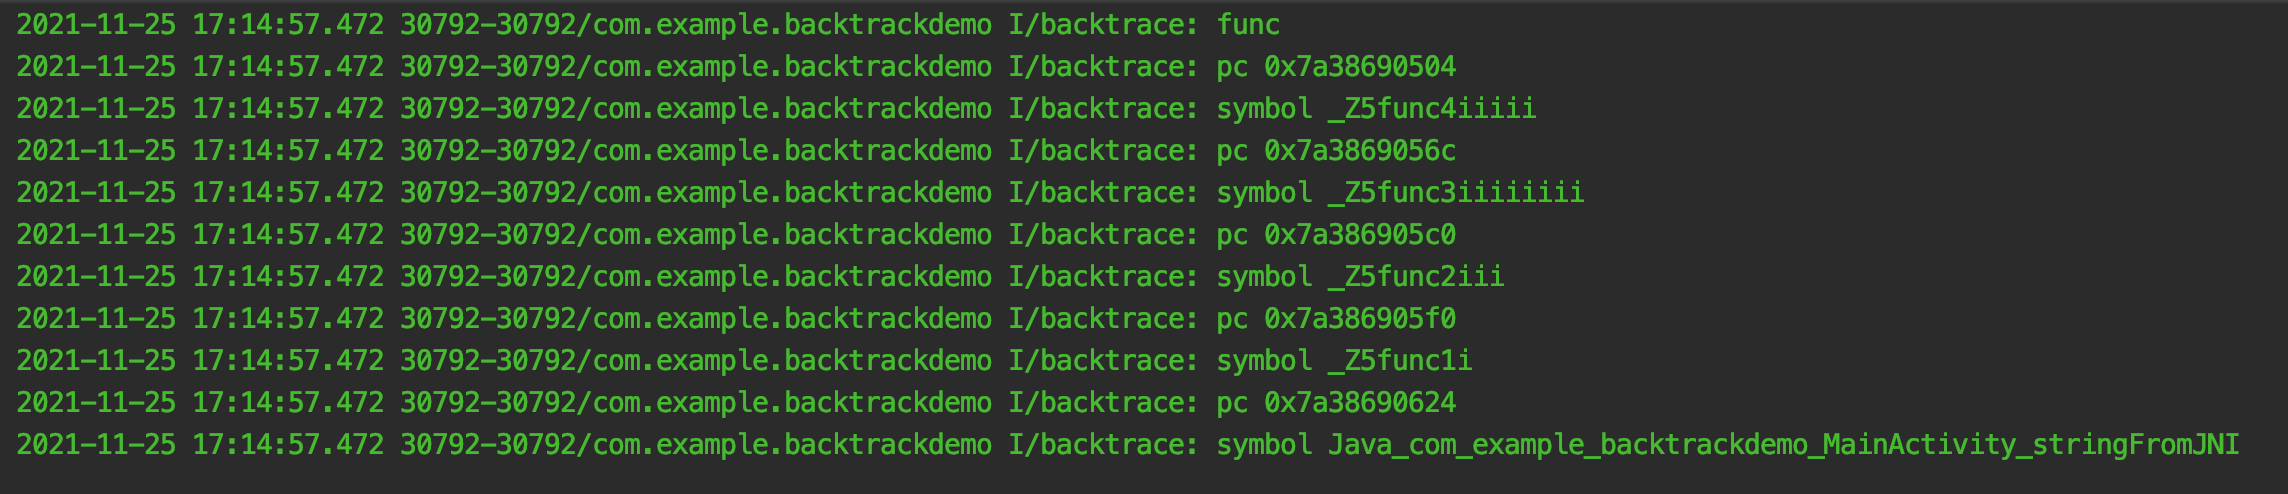 2021-11-25 17:14:57.472 30792-30792/com.example.backtrackdemo I/backtrace: func
2021-11-25 17:14:57.472 30792-30792/com.example.backtrackdemo I/backtrace: pc 0x7a38690504
2021-11-25 17:14:57.472 30792-30792/com.example.backtrackdemo I/backtrace: symbol _Z5func4iiiii
2021-11-25 17:14:57.472 30792-30792/com.example.backtrackdemo I/backtrace: pc 0x7a3869056c
2021-11-25 17:14:57.472 30792-30792/com.example.backtrackdemo I/backtrace: symbol _Z5func3iiiiiiii
2021-11-25 17:14:57.472 30792-30792/com.example.backtrackdemo I/backtrace: pc 0x7a386905c0
2021-11-25 17:14:57.472 30792-30792/com.example.backtrackdemo I/backtrace: symbol _Z5func2iii
2021-11-25 17:14:57.472 30792-30792/com.example.backtrackdemo I/backtrace: pc 0x7a386905f0
2021-11-25 17:14:57.472 30792-30792/com.example.backtrackdemo I/backtrace: symbol _Z5func1i
2021-11-25 17:14:57.472 30792-30792/com.example.backtrackdemo I/backtrace: pc 0x7a38690624
2021-11-25 17:14:57.472 30792-30792/com.example.backtrackdemo I/backtrace: symbol Java_com_example_backtrackdemo_MainActivity_stringFromJNI